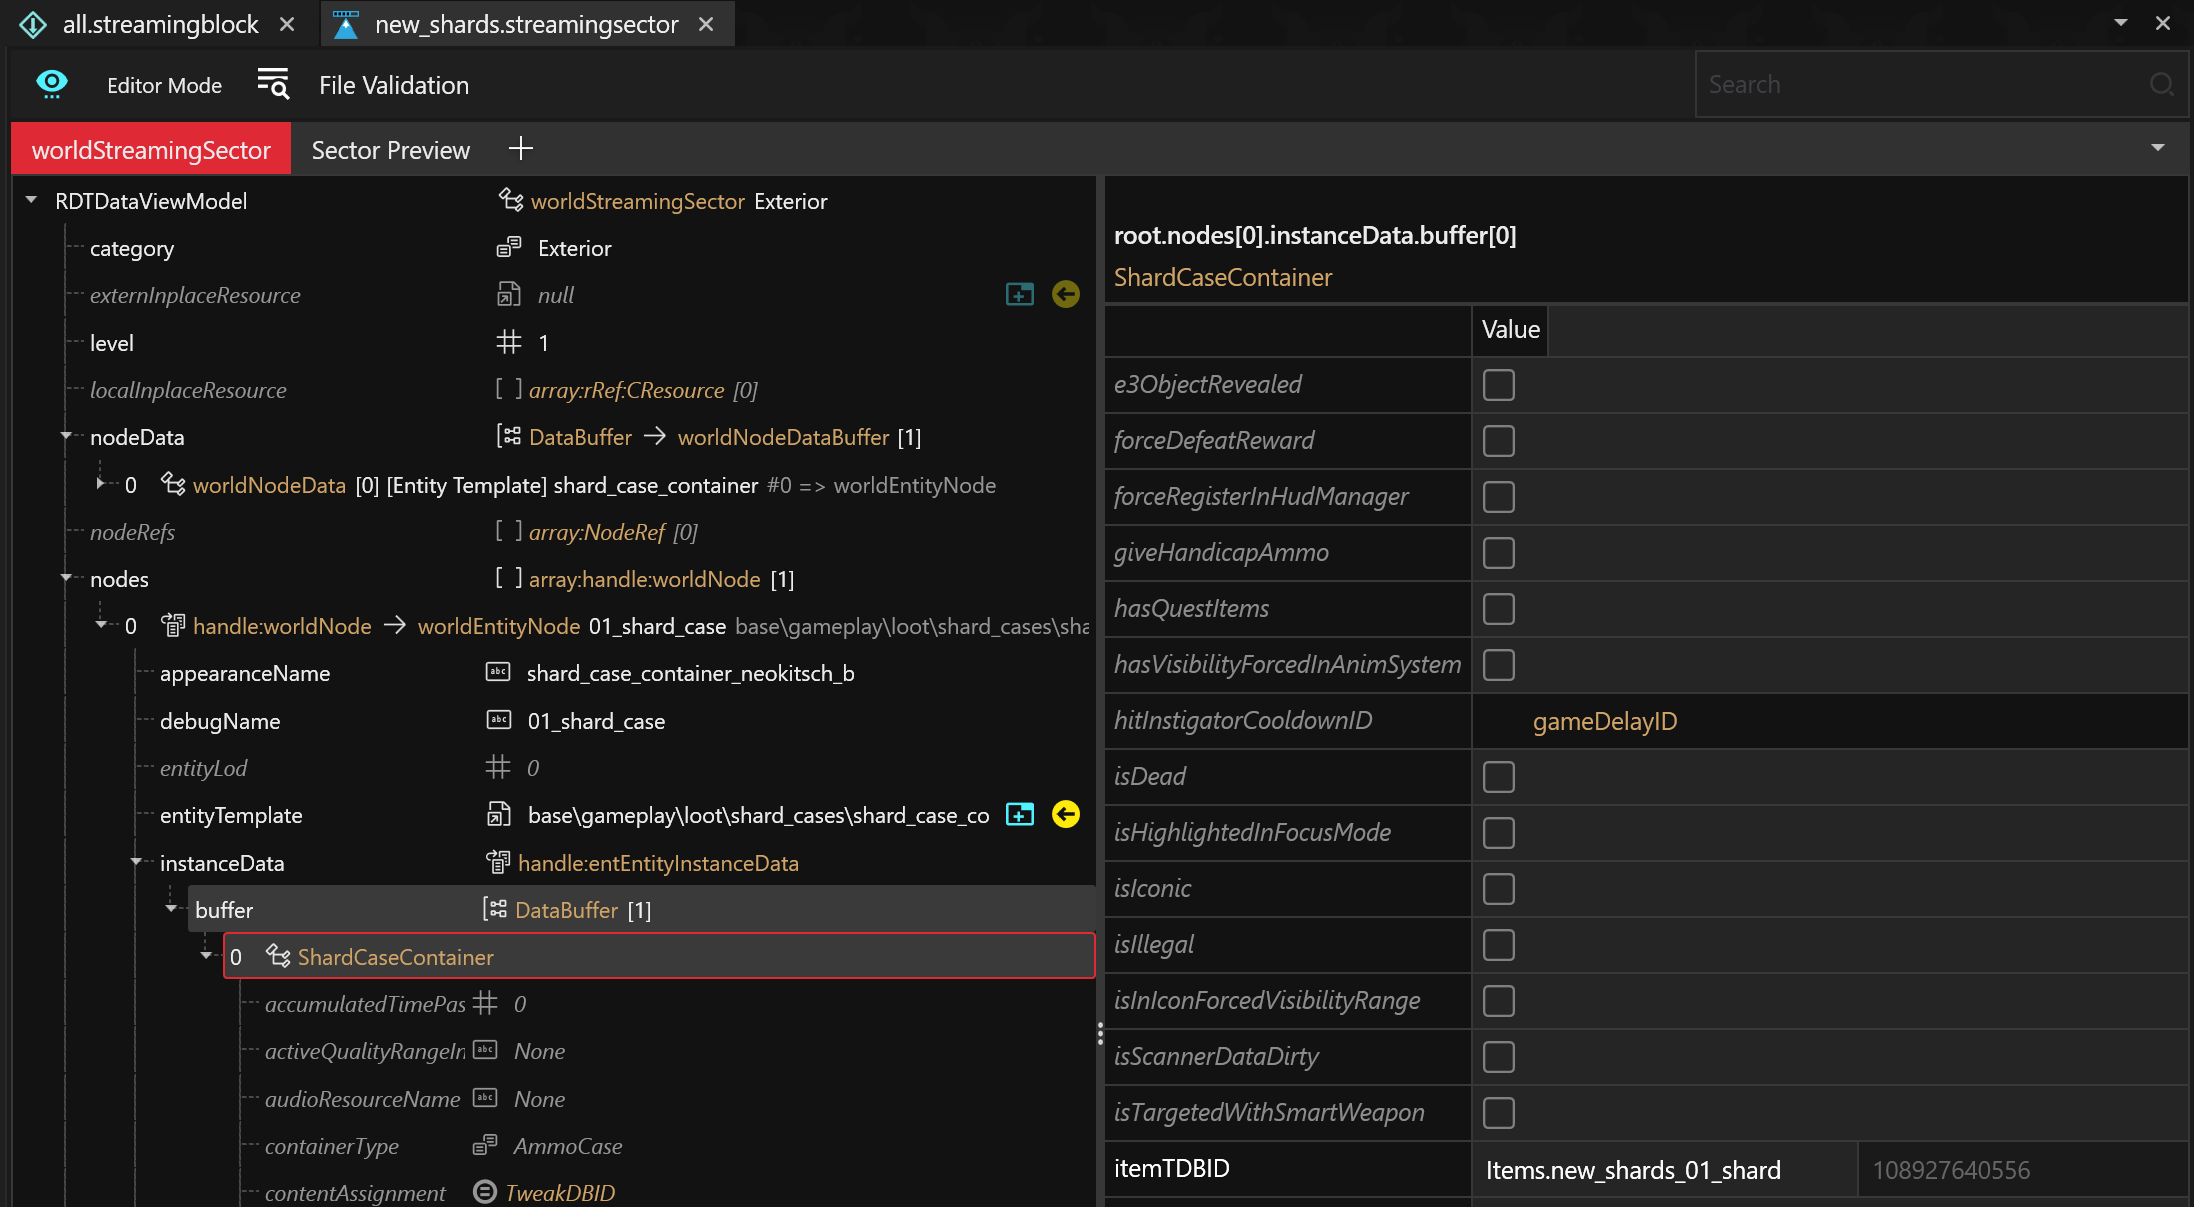 all.streamingblock
new_shards.streamingsector
Editor Mode
File Validation
Search
worldStreamingSector
Sector Preview
RDTDataViewModel worldStreamingSector Exterior
category Exterior
externInplaceResource null
level 1
localInplaceResource [ ] array:rRef:CResource [0]
nodeData DataBuffer → worldNodeDataBuffer [1]
0 worldNodeData [0] [Entity Template] shard_case_container #0 => worldEntityNode
nodeRefs [ ] array:NodeRef [0]
nodes [ ] array:handle:worldNode [1]
0 handle:worldNode → worldEntityNode 01_shard_case base\gameplay\loot\shard_cases\sha
appearanceName abc shard_case_container_neokitsch_b
debugName abc 01_shard_case
entityLod 0
entityTemplate base\gameplay\loot\shard_cases\shard_case_co
instanceData handle:entEntityInstanceData
buffer DataBuffer [1]
0 ShardCaseContainer
accumulatedTimePas 0
activeQualityRangeIn abc None
audioResourceName abc None
containerType AmmoCase
contentAssignment TweakDBID
root.nodes[0].instanceData.buffer[0]
ShardCaseContainer
Value
e3ObjectRevealed
forceDefeatReward
forceRegisterInHudManager
giveHandicapAmmo
hasQuestItems
hasVisibilityForcedInAnimSystem
hitInstigatorCooldownID gameDelayID
isDead
isHighlightedInFocusMode
isIconic
isIllegal
isInIconForcedVisibilityRange
isScannerDataDirty
isTargetedWithSmartWeapon
itemTDBID Items.new_shards_01_shard 108927640556